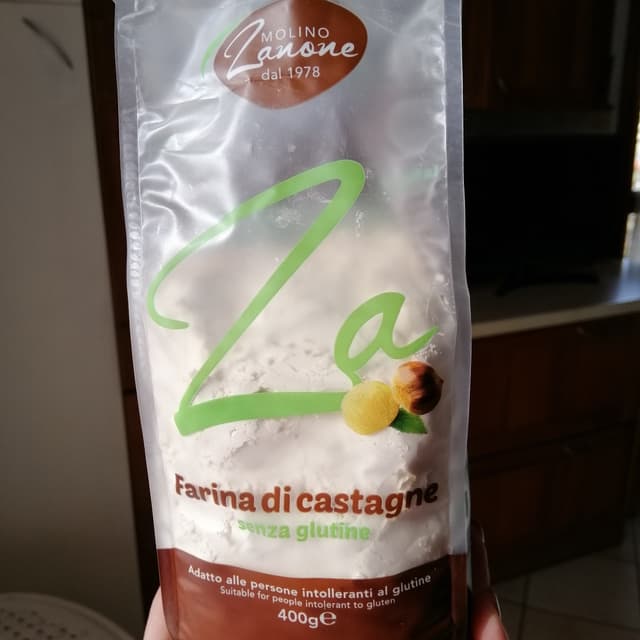 MOLINO
Zanone
dal 1978
Za
Farina di castagne
senza glutine
Adatto alle persone intolleranti al glutine
Suitable for people intolerant to gluten
400g℮